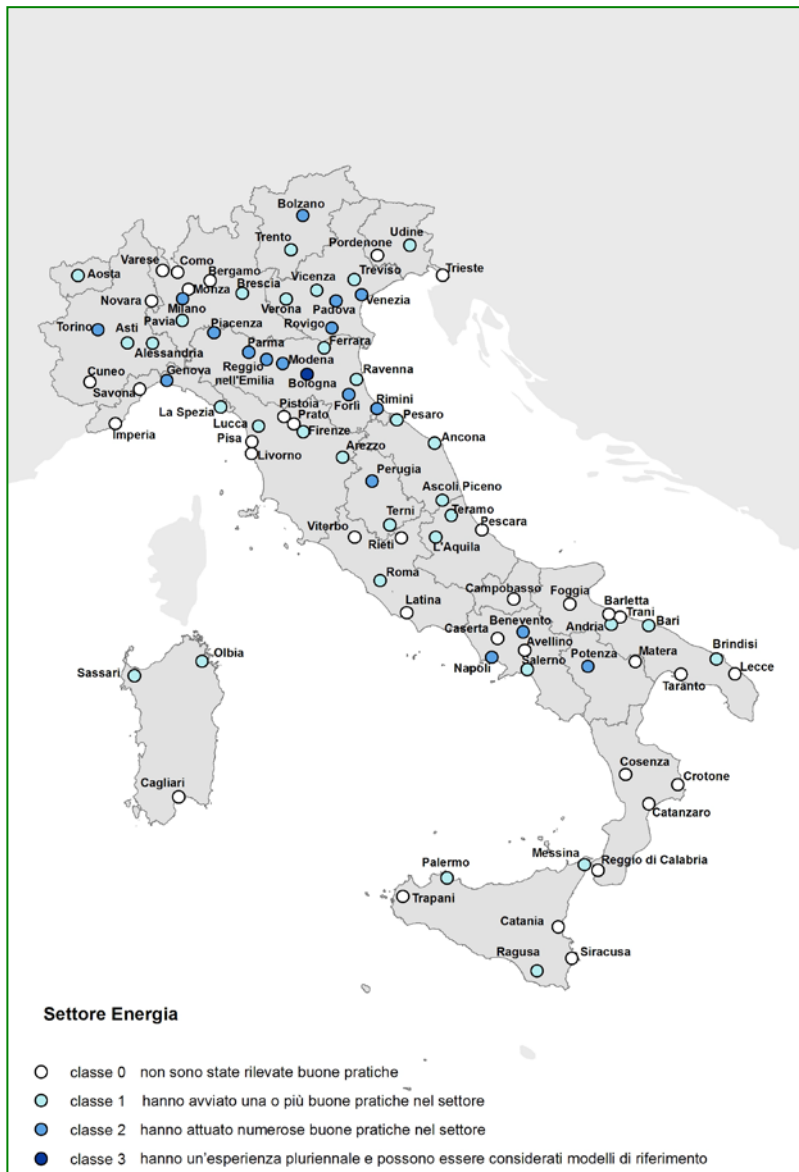 Bolzano
Trento
Pordenone
Udine
Trieste
Varese
Como
Bergamo
Aosta
Monza
Brescia
Vicenza
Treviso
Novara
Milano
Verona
Padova
Venezia
Torino
Asti
Pavia
Piacenza
Rovigo
Alessandria
Parma
Ferrara
Cuneo
Genova
Reggio
nell'Emilia
Modena
Ravenna
Savona
Bologna
Forlì
Rimini
Imperia
La Spezia
Pistoia
Prato
Lucca
Firenze
Pesaro
Pisa
Livorno
Arezzo
Ancona
Perugia
Ascoli Piceno
Terni
Teramo
Viterbo
Rieti
L'Aquila
Pescara
Roma
Latina
Campobasso
Foggia
Barletta
Trani
Caserta
Benevento
Andria
Bari
Avellino
Napoli
Salerno
Potenza
Matera
Brindisi
Lecce
Taranto
Olbia
Sassari
Cagliari
Cosenza
Crotone
Catanzaro
Messina
Reggio di Calabria
Palermo
Trapani
Catania
Ragusa
Siracusa
Settore Energia
classe 0 non sono state rilevate buone pratiche
classe 1 hanno avviato una o più buone pratiche nel settore
classe 2 hanno attuato numerose buone pratiche nel settore
classe 3 hanno un'esperienza pluriennale e possono essere considerati modelli di riferimento